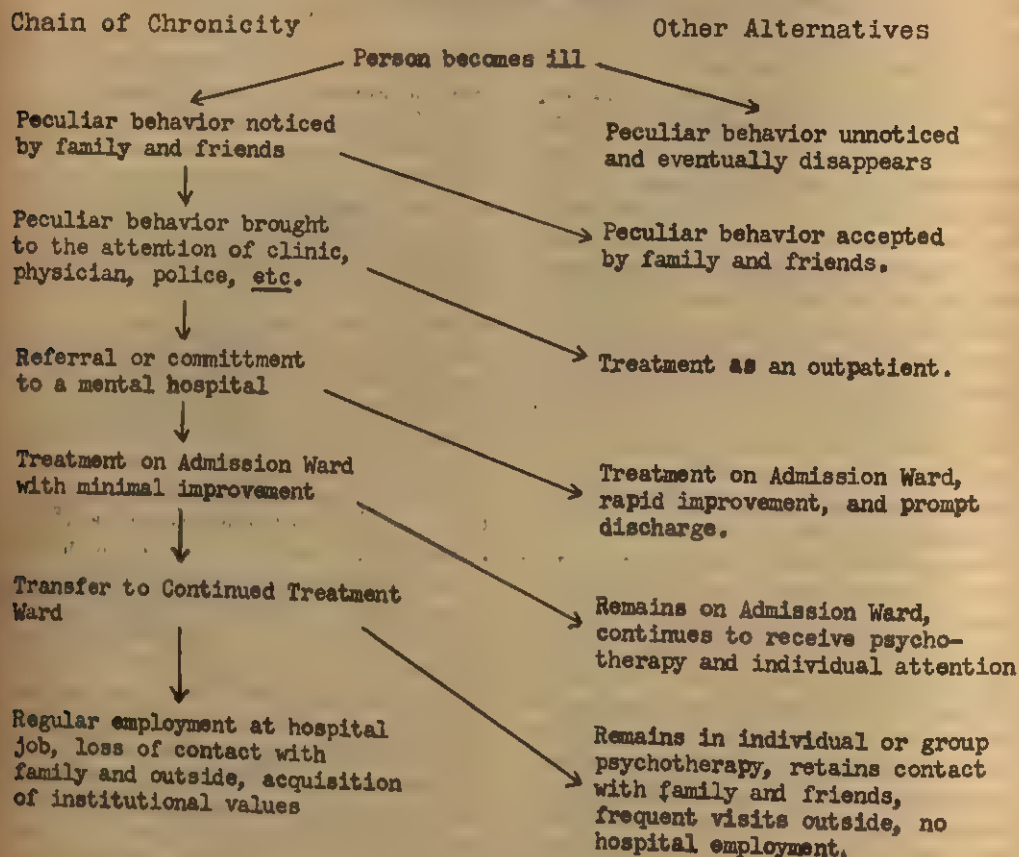 Chain of Chronicity
Other Alternatives
Person becomes ill
Peculiar behavior noticed
by family and friends
Peculiar behavior unnoticed
and eventually disappears
Peculiar behavior brought
to the attention of clinic,
physician, police, etc.
Peculiar behavior accepted
by family and friends.
Referral or committment
to a mental hospital
Treatment as an outpatient.
Treatment on Admission Ward
with minimal improvement
Treatment on Admission Ward,
rapid improvement, and prompt
discharge.
Transfer to Continued Treatment
Ward
Remains on Admission Ward,
continues to receive psycho-
therapy and individual attention
Regular employment at hospital
job, loss of contact with
family and outside, acquisition
of institutional values
Remains in individual or group
psychotherapy, retains contact
with family and friends,
frequent visits outside, no
hospital employment.